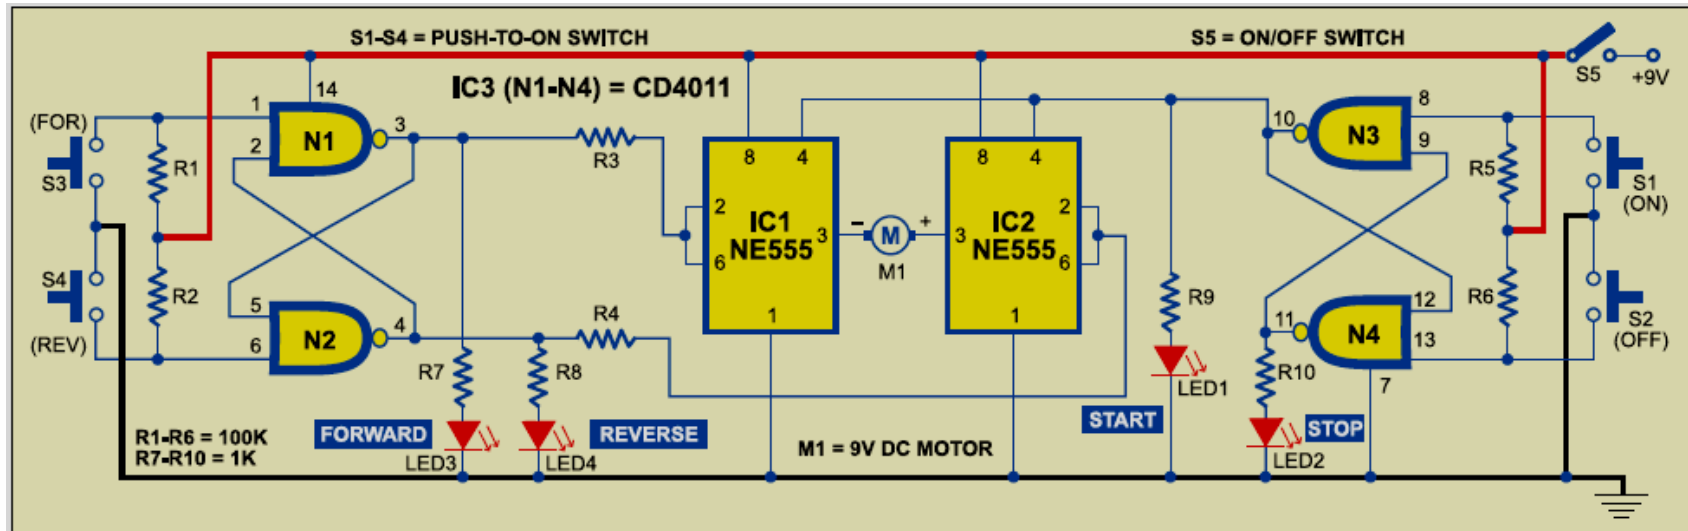 S1-S4 = PUSH-TO-ON SWITCH
S5 = ON/OFF SWITCH
S5
+9V
IC3 (N1-N4) = CD4011
(FOR)
S3
S4
(REV)
R1
R2
1
2
14
N1
3
5
6
N2
4
R3
R4
R7
R8
FORWARD
REVERSE
LED3
LED4
R1-R6 = 100K
R7-R10 = 1K
8
4
2
6
IC1
NE555
3
1
-
M
+
M1
8
4
2
6
3
IC2
NE555
1
M1 = 9V DC MOTOR
R9
LED1
START
R10
LED2
STOP
10
N3
8
9
11
N4
12
13
7
R5
R6
S1
(ON)
S2
(OFF)